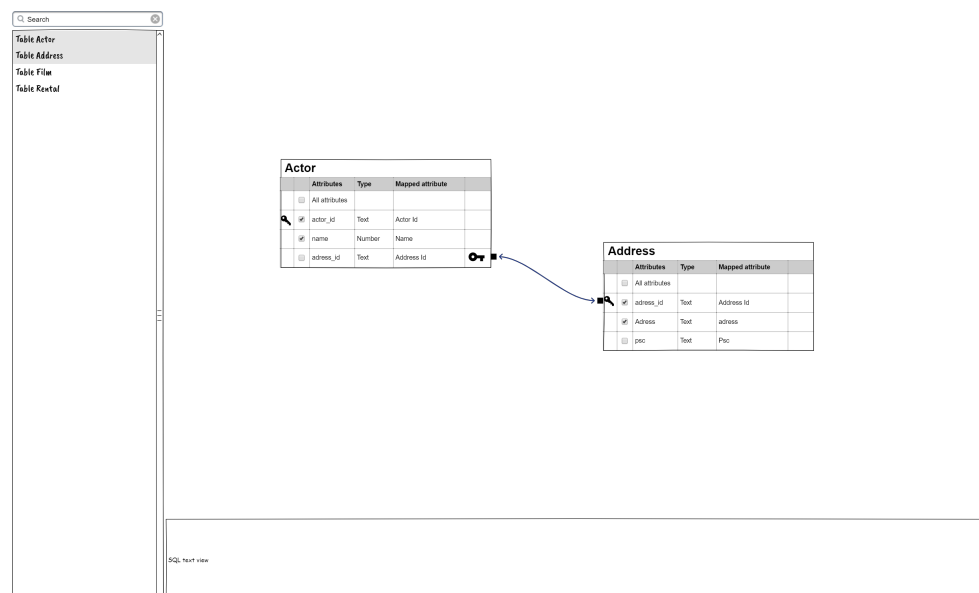 Search
Table Actor
Table Address
Table Film
Table Rental
Actor
Attributes Type Mapped attribute
All attributes
actor_id Text Actor Id
name Number Name
adress_id Text Address Id
Address
Attributes Type Mapped attribute
All attributes
adress_id Text Address Id
Adress Text adress
psc Text Psc
SQL text view